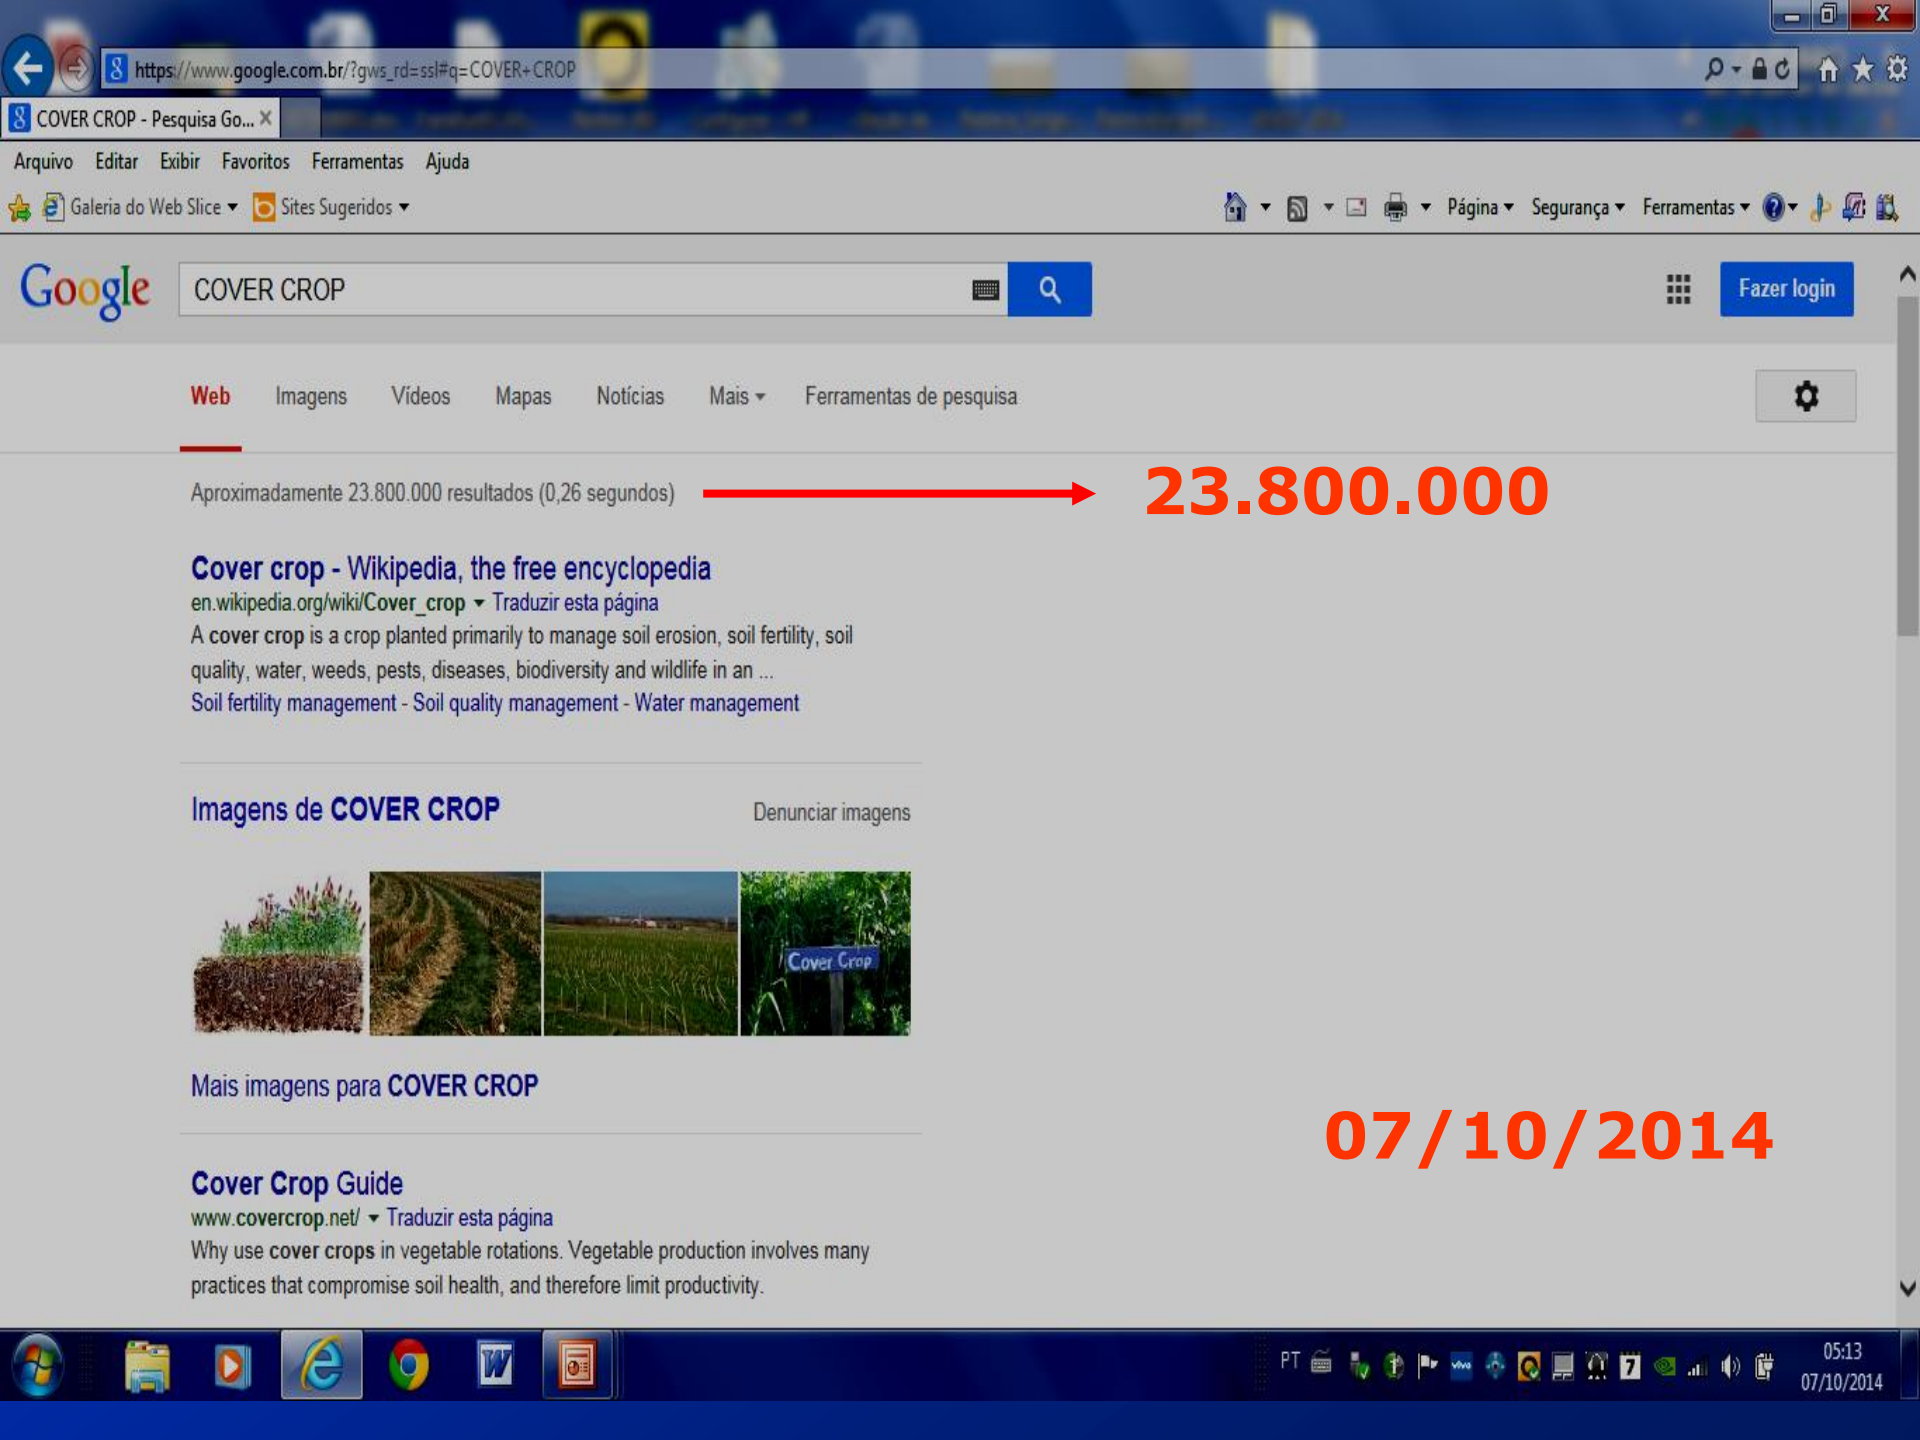 https://www.google.com.br/?gws_rd=ssl#q=COVER+CROP
COVER CROP - Pesquisa Go...
Arquivo Editar Exibir Favoritos Ferramentas Ajuda
Galeria do Web Slice Sites Sugeridos
Página Segurança Ferramentas
Google COVER CROP Fazer login
Web Imagens Vídeos Mapas Notícias Mais Ferramentas de pesquisa
Aproximadamente 23.800.000 resultados (0,26 segundos) 23.800.000
Cover crop - Wikipedia, the free encyclopedia
en.wikipedia.org/wiki/Cover_crop Traduzir esta página
A cover crop is a crop planted primarily to manage soil erosion, soil fertility, soil
quality, water, weeds, pests, diseases, biodiversity and wildlife in an ...
Soil fertility management - Soil quality management - Water management
Imagens de COVER CROP Denunciar imagens
Cover Crop
Mais imagens para COVER CROP
07/10/2014
Cover Crop Guide
www.covercrop.net/ Traduzir esta página
Why use cover crops in vegetable rotations. Vegetable production involves many
practices that compromise soil health, and therefore limit productivity.
PT vivo 7 05:13
07/10/2014